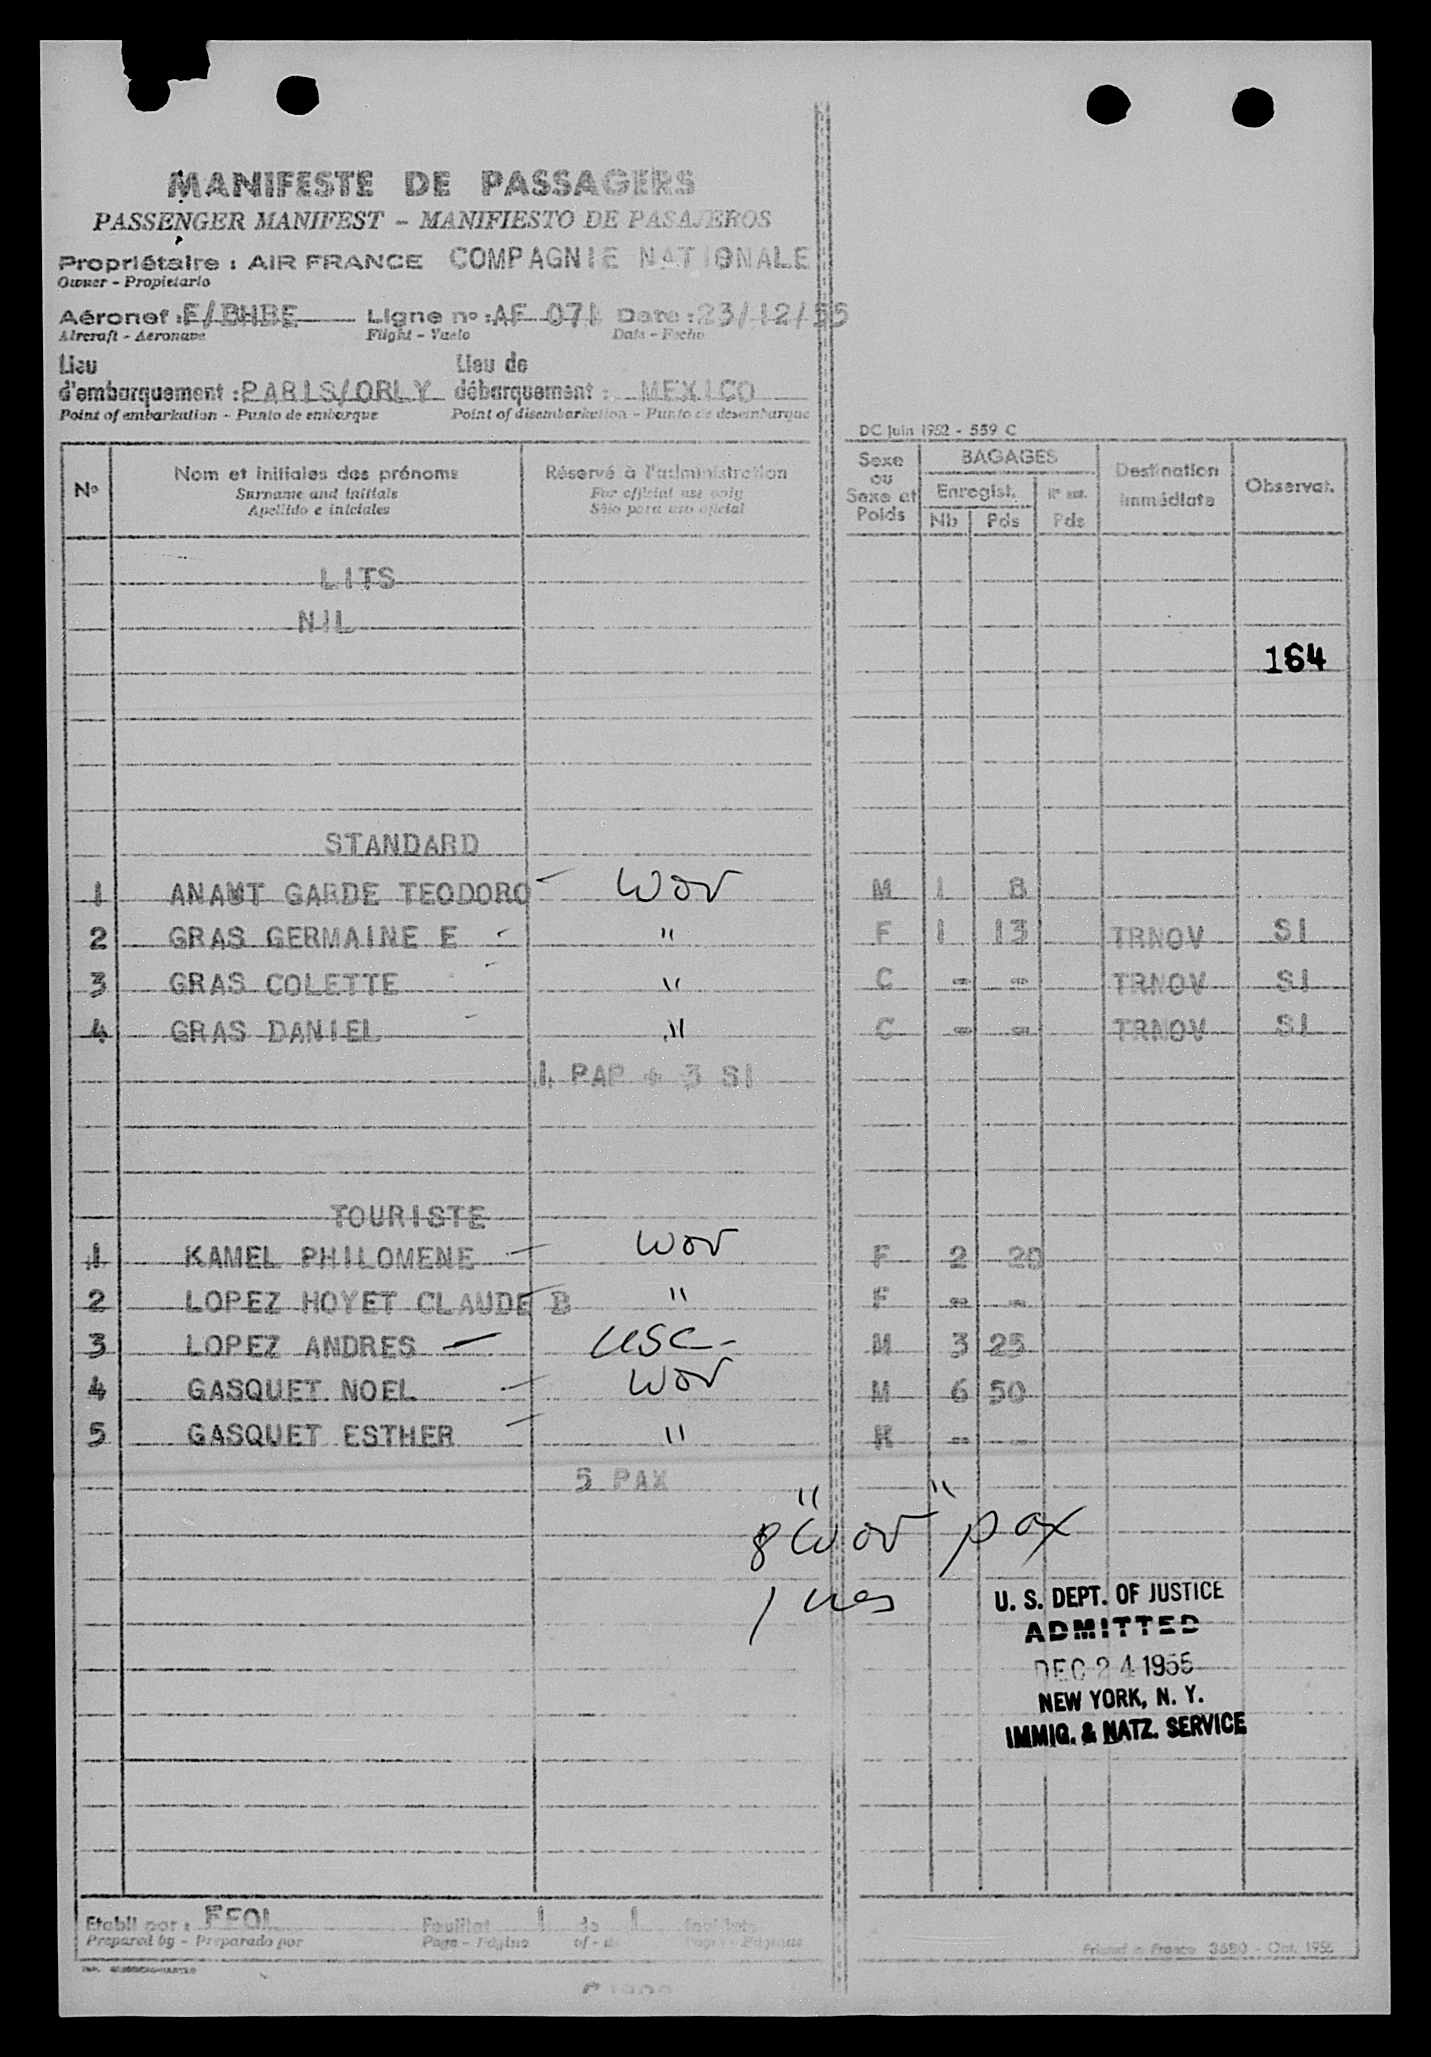 MANIFESTE DE PASSAGERS
PASSENGER MANIFEST - MANIFIESTO DE PASAJEROS
Propriétaire : AIR FRANCE COMPAGNIE NATIONALE
Owner - Propietario
Aéronef : F/BHBE Ligne nº : AF 071 Date : 23/12/55
Aircraft - Aeronave Flight - Vuelo Date - Fecha
Lieu d'embarquement : PARIS/ORLY Lieu de débarquement : MEXICO
Point of embarkation - Punto de embarque Point of disembarkation - Punto de desembarque
DC Juin 1952 - 559 C
Nº Nom et initiales des prénoms Réservé à l'administration Sexe ou Sexe et Poids BAGAGES Destination immédiate Observat.
Surname and initials For official use only Enregist.
Apellido e iniciales Sólo para uso oficial Nb Pds Pds
LITS
NIL
164
STANDARD
1 ANAUT GARDE TEODORO - WOV M 1 8
2 GRAS GERMAINE E - " F 1 13 TRNOV SI
3 GRAS COLETTE - " C - - TRNOV SI
4 GRAS DANIEL - " C - - TRNOV SI
1 PAP + 3 SI
TOURISTE
1 KAMEL PHILOMENE - WOV F 2 20
2 LOPEZ HOYET CLAUDE B " F - -
3 LOPEZ ANDRES - USC - M 3 25
4 GASQUET NOEL - WOV M 6 50
5 GASQUET ESTHER - " - -
5 PAX
8 "WOV" pax
1 USC
U. S. DEPT. OF JUSTICE
ADMITTED
DEC 24 1955
NEW YORK, N. Y.
IMMIG. & NATZ. SERVICE
Etabli par : Feuillet 1 de 1
Prepared by - Preparado por Page - Página of - de
Printed in France 3680 - Oct. 1955